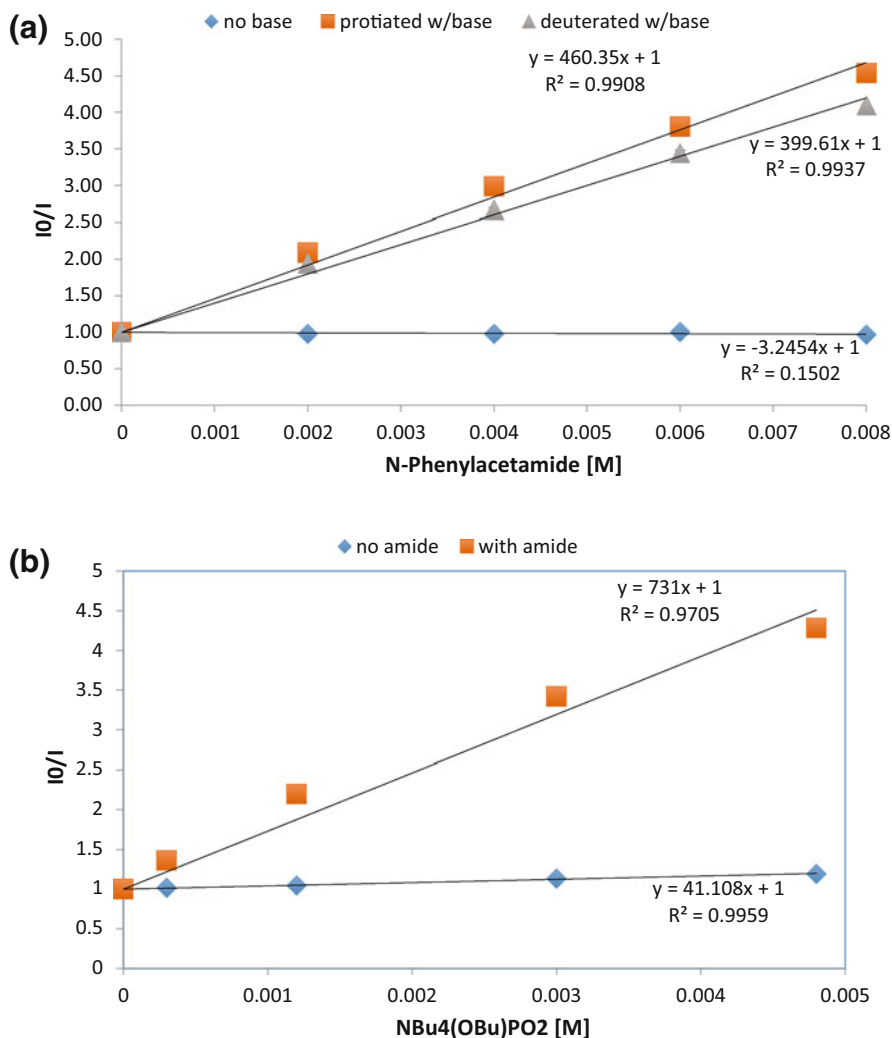 (a)
no base protiated w/base deuterated w/base
5.00
4.50
4.00
3.50
3.00
2.50
2.00
1.50
1.00
0.50
0.00
I0/I
y = 460.35x + 1
R² = 0.9908
y = 399.61x + 1
R² = 0.9937
y = -3.2454x + 1
R² = 0.1502
0 0.001 0.002 0.003 0.004 0.005 0.006 0.007 0.008
N-Phenylacetamide [M]
(b)
no amide with amide
5
4.5
4
3.5
3
2.5
2
1.5
1
0.5
0
I0/I
y = 731x + 1
R² = 0.9705
y = 41.108x + 1
R² = 0.9959
0 0.001 0.002 0.003 0.004 0.005
NBu4(OBu)PO2 [M]